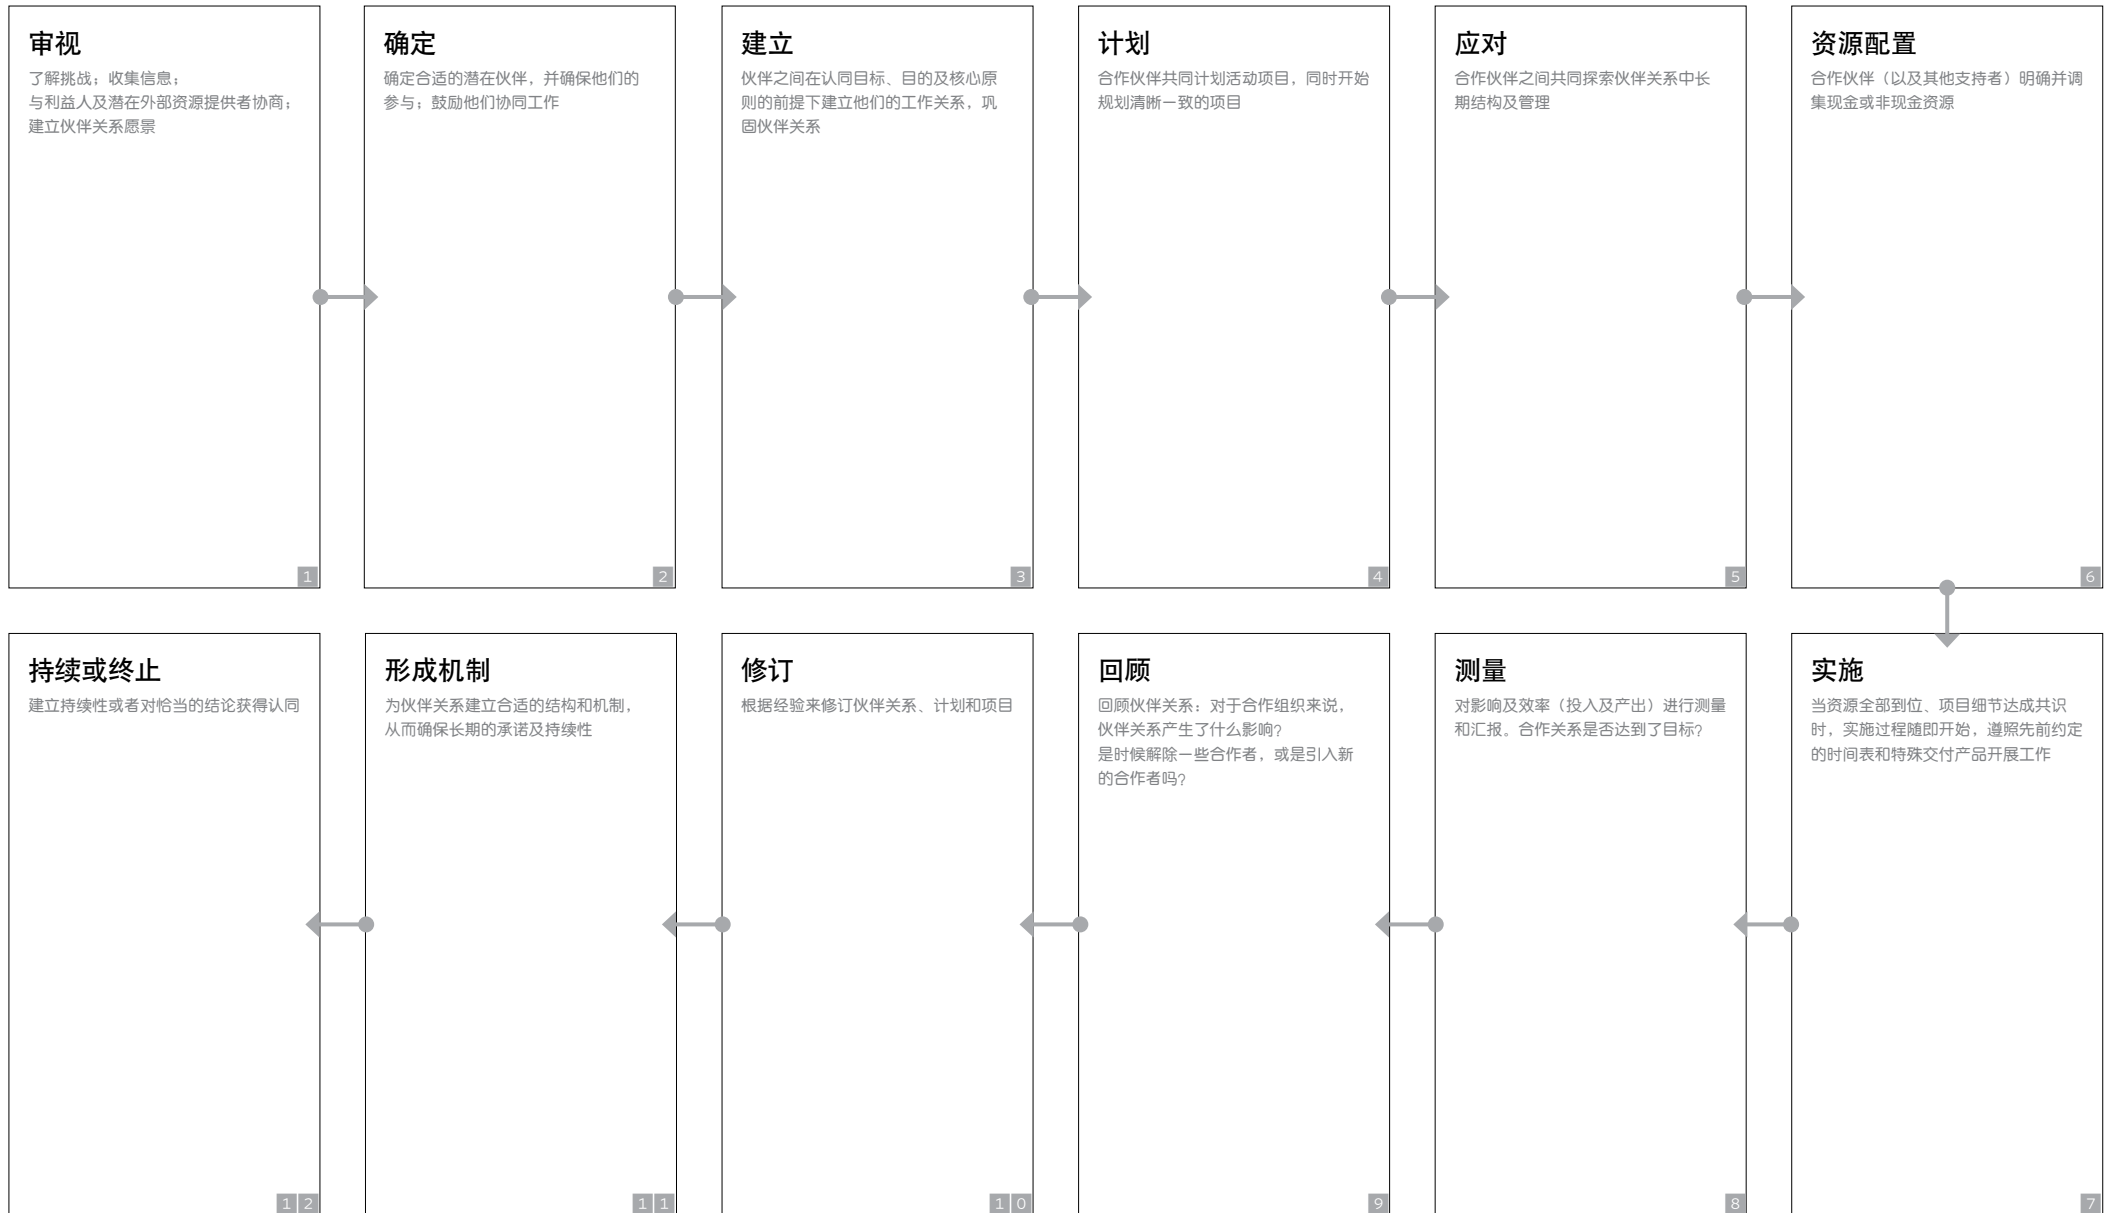 审视
了解挑战；收集信息；
与利益人及潜在外部资源提供者协商；
建立伙伴关系愿景
1
确定
确定合适的潜在伙伴，并确保他们的
参与；鼓励他们协同工作
2
建立
伙伴之间在认同目标、目的及核心原
则的前提下建立他们的工作关系，巩
固伙伴关系
3
计划
合作伙伴共同计划活动项目，同时开始
规划清晰一致的项目
4
应对
合作伙伴之间共同探索伙伴关系中长
期结构及管理
5
资源配置
合作伙伴（以及其他支持者）明确并调
集现金或非现金资源
6
实施
当资源全部到位、项目细节达成共识
时，实施过程随即开始，遵照先前约定
的时间表和特殊交付产品开展工作
7
测量
对影响及效率（投入及产出）进行测量
和汇报。合作关系是否达到了目标？
8
回顾
回顾伙伴关系：对于合作组织来说，
伙伴关系产生了什么影响？
是时候解除一些合作者，或是引入新
的合作者吗？
9
修订
根据经验来修订伙伴关系、计划和项目
10
形成机制
为伙伴关系建立合适的结构和机制，
从而确保长期的承诺及持续性
11
持续或终止
建立持续性或者对恰当的结论获得认同
12